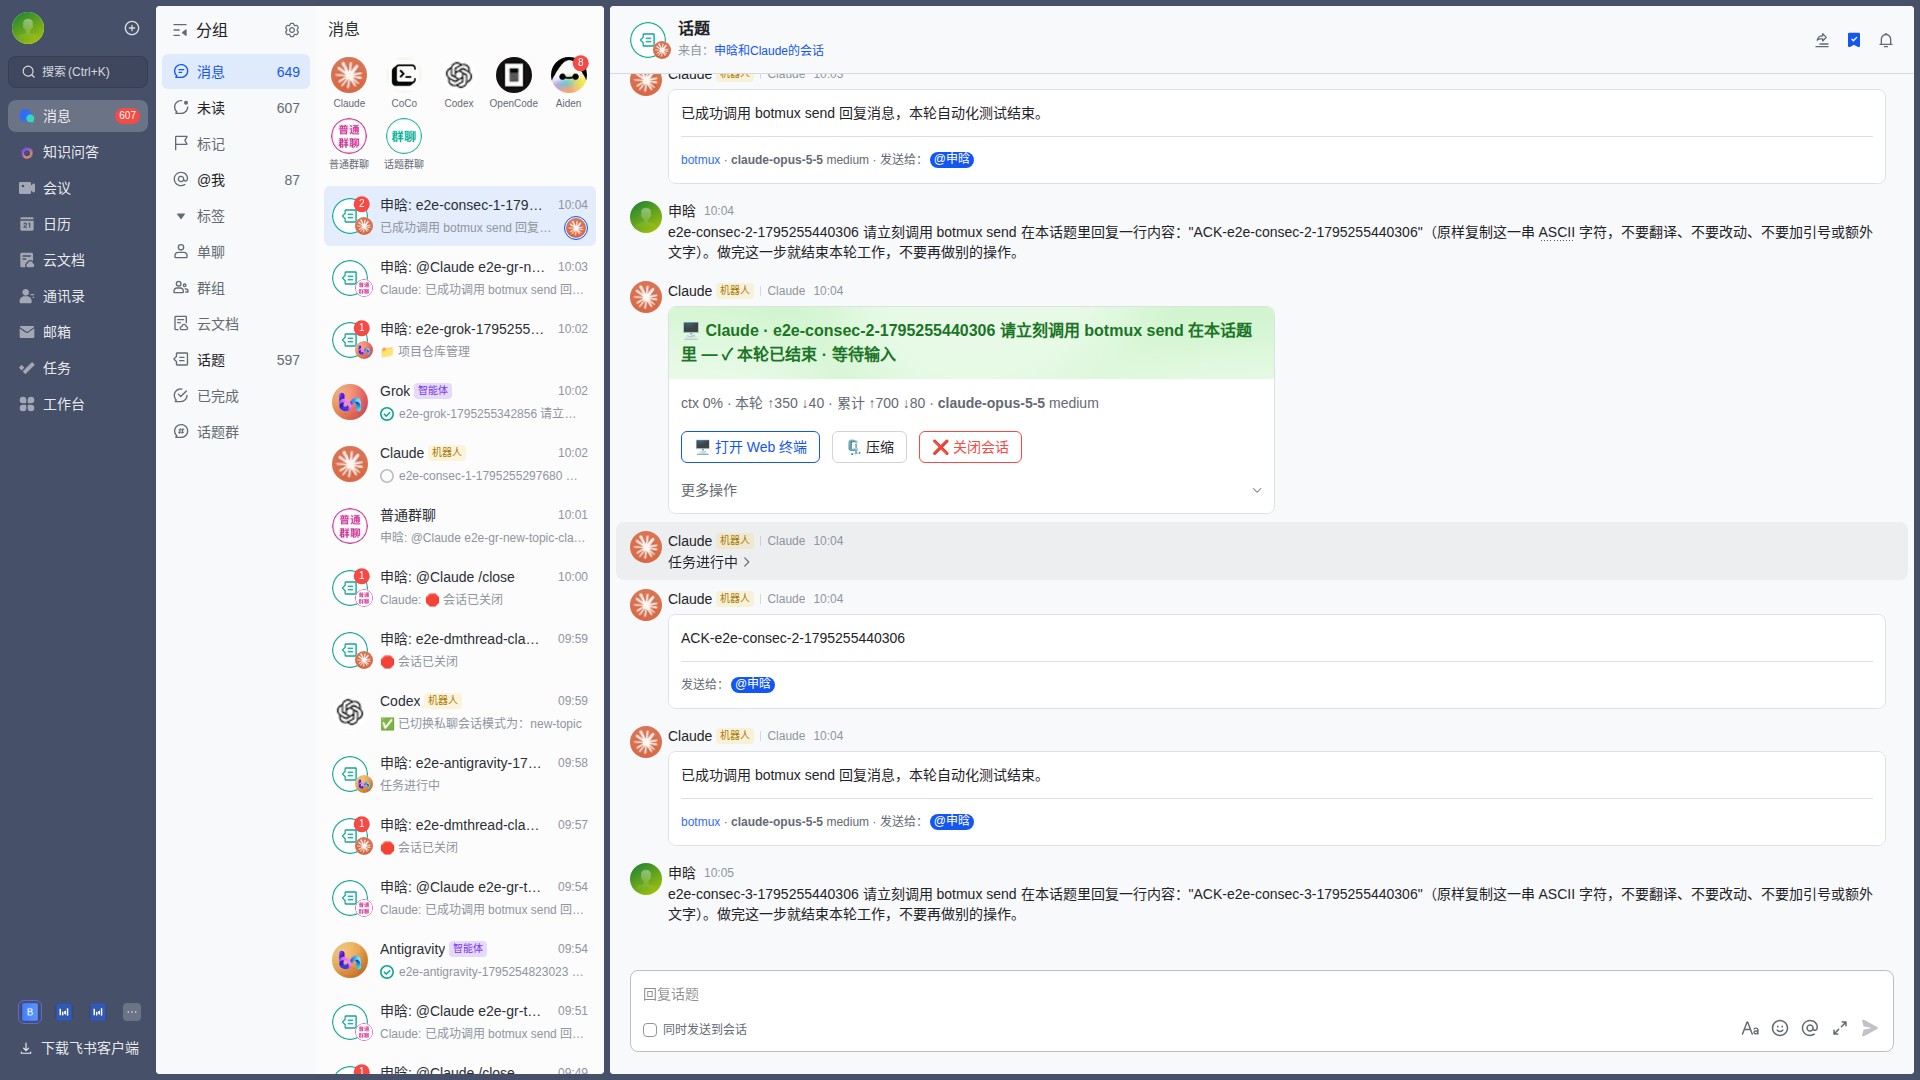 搜索 (Ctrl+K)
消息 607
知识问答
会议
日历
云文档
通讯录
邮箱
任务
工作台
下载飞书客户端
分组
消息 649
未读 607
标记
@我 87
标签
单聊
群组
云文档
话题 597
已完成
话题群
消息
Claude CoCo Codex OpenCode Aiden 8
普通群聊 话题群聊
普通群聊 话题群聊
2 申晗: e2e-consec-1-179… 10:04
已成功调用 botmux send 回复…
申晗: @Claude e2e-gr-n… 10:03
Claude: 已成功调用 botmux send 回…
1 申晗: e2e-grok-1795255… 10:02
📁 项目仓库管理
Grok 智能体 10:02
e2e-grok-1795255342856 请立…
Claude 机器人 10:02
e2e-consec-1-1795255297680 …
普通群聊 普通群聊 10:01
申晗: @Claude e2e-gr-new-topic-cla…
1 申晗: @Claude /close 10:00
Claude: 🛑 会话已关闭
申晗: e2e-dmthread-cla… 09:59
🛑 会话已关闭
Codex 机器人 09:59
✅ 已切换私聊会话模式为：new-topic
申晗: e2e-antigravity-17… 09:58
任务进行中
1 申晗: e2e-dmthread-cla… 09:57
🛑 会话已关闭
申晗: @Claude e2e-gr-t… 09:54
Claude: 已成功调用 botmux send 回…
Antigravity 智能体 09:54
e2e-antigravity-1795254823023 …
申晗: @Claude e2e-gr-t… 09:51
Claude: 已成功调用 botmux send 回…
1 申晗: @Claude /close 09:49
话题
来自：申晗和Claude的会话
Claude 机器人 Claude 10:03
已成功调用 botmux send 回复消息，本轮自动化测试结束。
botmux · claude-opus-5-5 medium · 发送给： @申晗
申晗 10:04
e2e-consec-2-1795255440306 请立刻调用 botmux send 在本话题里回复一行内容："ACK-e2e-consec-2-1795255440306"（原样复制这一串 ASCII 字符，不要翻译、不要改动、不要加引号或额外
文字）。做完这一步就结束本轮工作，不要再做别的操作。
Claude 机器人 Claude 10:04
🖥️ Claude · e2e-consec-2-1795255440306 请立刻调用 botmux send 在本话题
里 — ✓ 本轮已结束 · 等待输入
ctx 0% · 本轮 ↑350 ↓40 · 累计 ↑700 ↓80 · claude-opus-5-5 medium
🖥️ 打开 Web 终端 🗜️ 压缩 ❌ 关闭会话
更多操作
Claude 机器人 Claude 10:04
任务进行中
Claude 机器人 Claude 10:04
ACK-e2e-consec-2-1795255440306
发送给： @申晗
Claude 机器人 Claude 10:04
已成功调用 botmux send 回复消息，本轮自动化测试结束。
botmux · claude-opus-5-5 medium · 发送给： @申晗
申晗 10:05
e2e-consec-3-1795255440306 请立刻调用 botmux send 在本话题里回复一行内容："ACK-e2e-consec-3-1795255440306"（原样复制这一串 ASCII 字符，不要翻译、不要改动、不要加引号或额外
文字）。做完这一步就结束本轮工作，不要再做别的操作。
回复话题
同时发送到会话